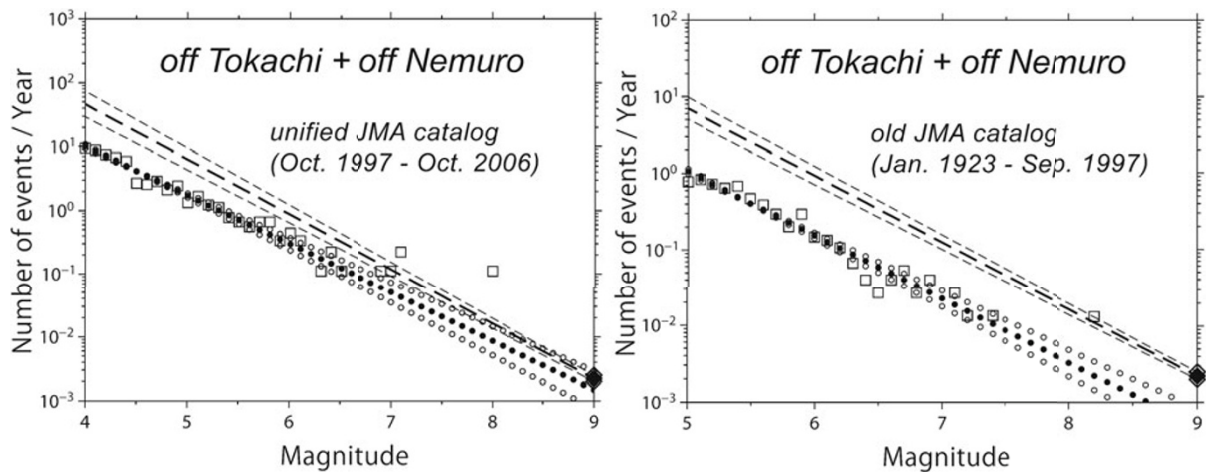 10³
10²
10¹
10⁰
10⁻¹
10⁻²
10⁻³
Number of events / Year
off Tokachi + off Nemuro
unified JMA catalog
(Oct. 1997 - Oct. 2006)
4 5 6 7 8 9
Magnitude
10²
10¹
10⁰
10⁻¹
10⁻²
10⁻³
Number of events / Year
off Tokachi + off Nemuro
old JMA catalog
(Jan. 1923 - Sep. 1997)
5 6 7 8 9
Magnitude